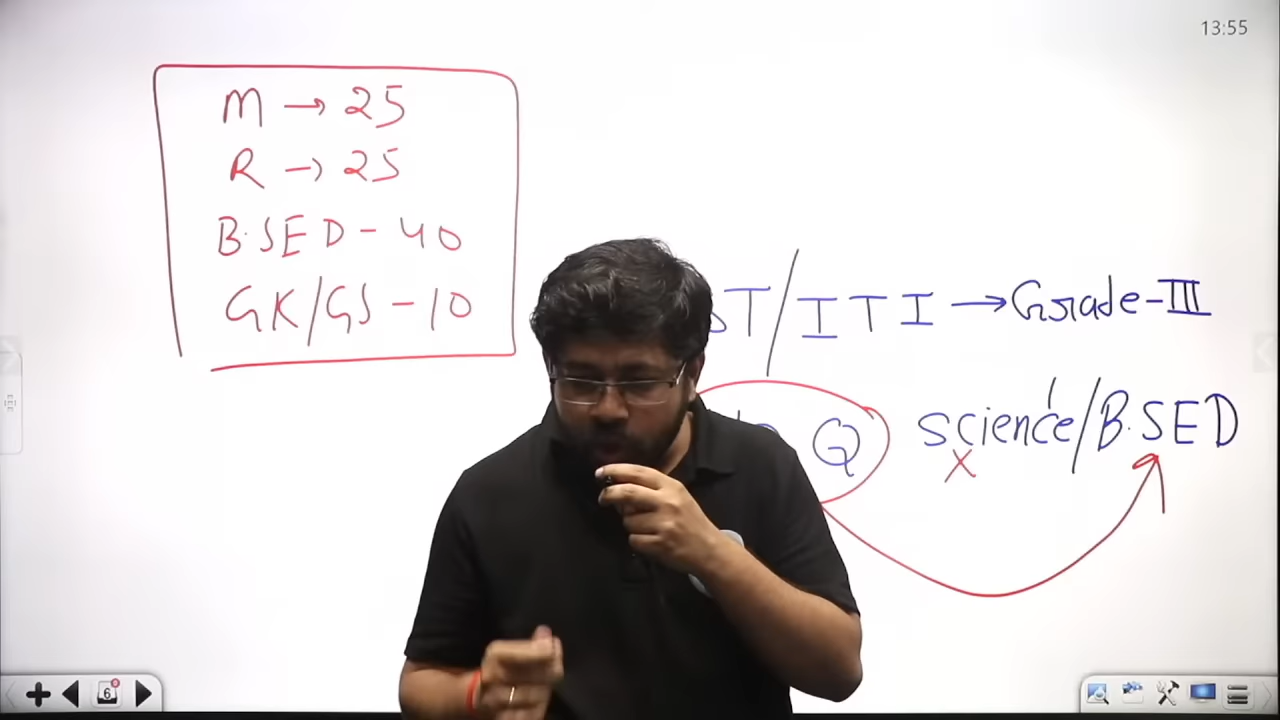 13:55
M → 25
R → 25
B.SED - 40
GK/GS - 10
T/ITI → Grade-III
Q science/B.SED
x
6